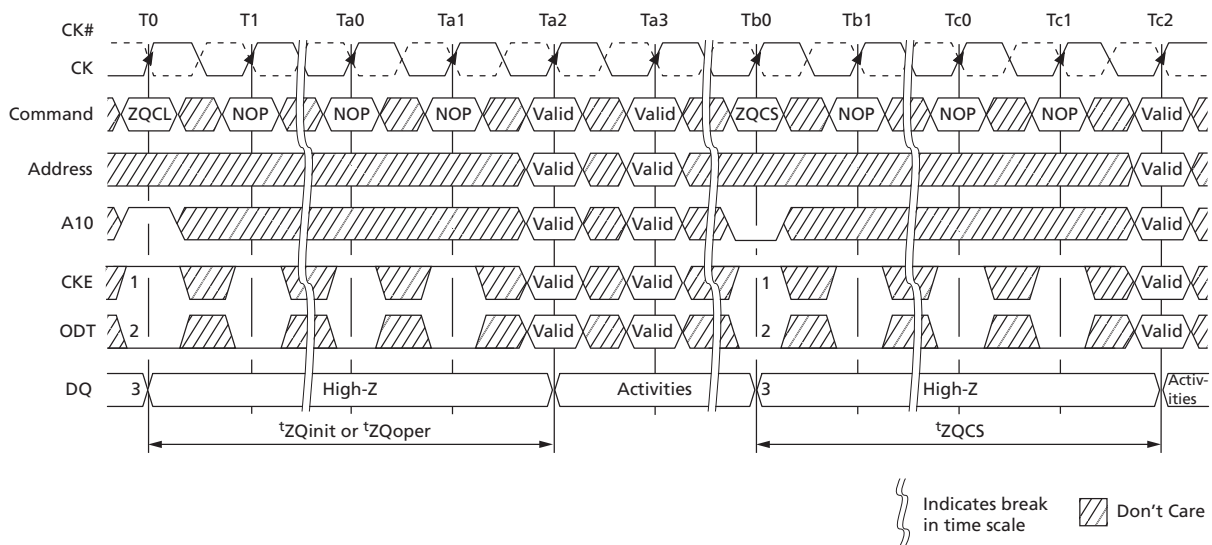 T0 T1 Ta0 Ta1 Ta2 Ta3 Tb0 Tb1 Tc0 Tc1 Tc2
CK#
CK
Command ZQCL NOP NOP NOP Valid Valid ZQCS NOP NOP NOP Valid
Address Valid Valid Valid
A10 Valid Valid Valid
CKE 1 Valid Valid 1 Valid
ODT 2 Valid Valid 2 Valid
DQ 3 High-Z Activities 3 High-Z Activ-
ities
tZQinit or tZQoper tZQCS
Indicates break
in time scale
Don't Care